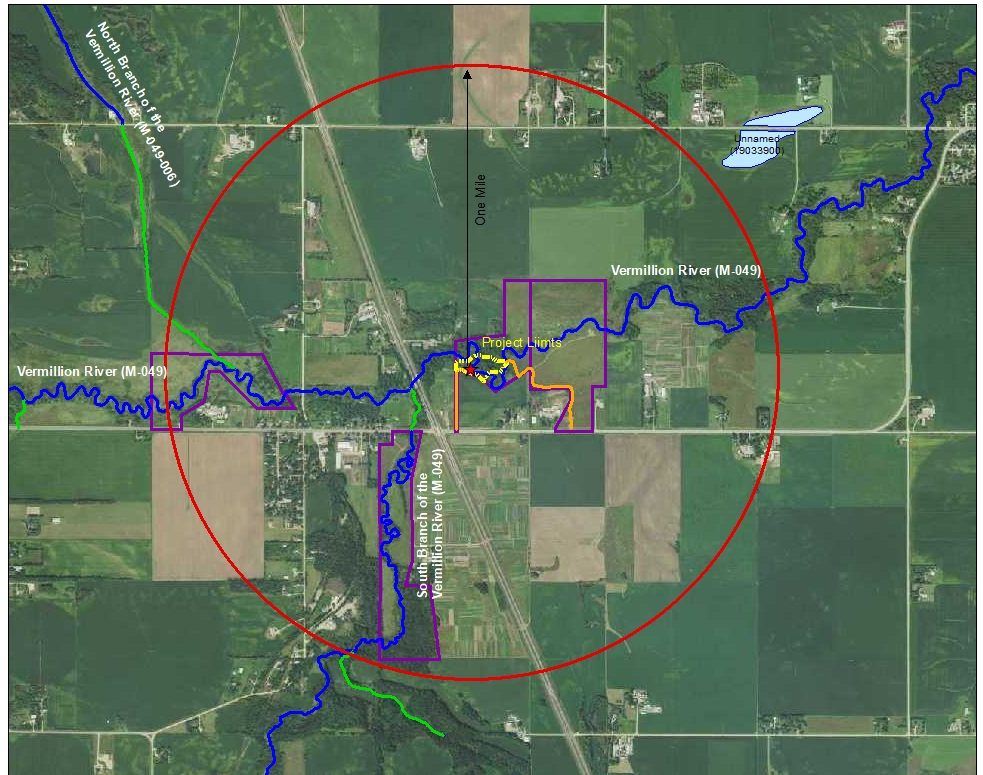 North Branch of the
Vermillion River (M-049-006)
Unnamed
(19033900)
One Mile
Vermillion River (M-049)
Project Liimts
Vermillion River (M-049)
South Branch of the
Vermillion River (M-049)